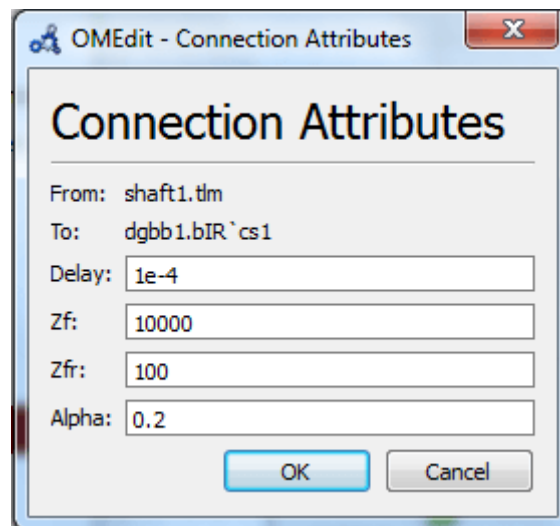 OMEdit - Connection Attributes
Connection Attributes
From: shaft1.tlm
To: dgbb1.bIR`cs1
Delay: 1e-4
Zf: 10000
Zfr: 100
Alpha: 0.2
OK Cancel